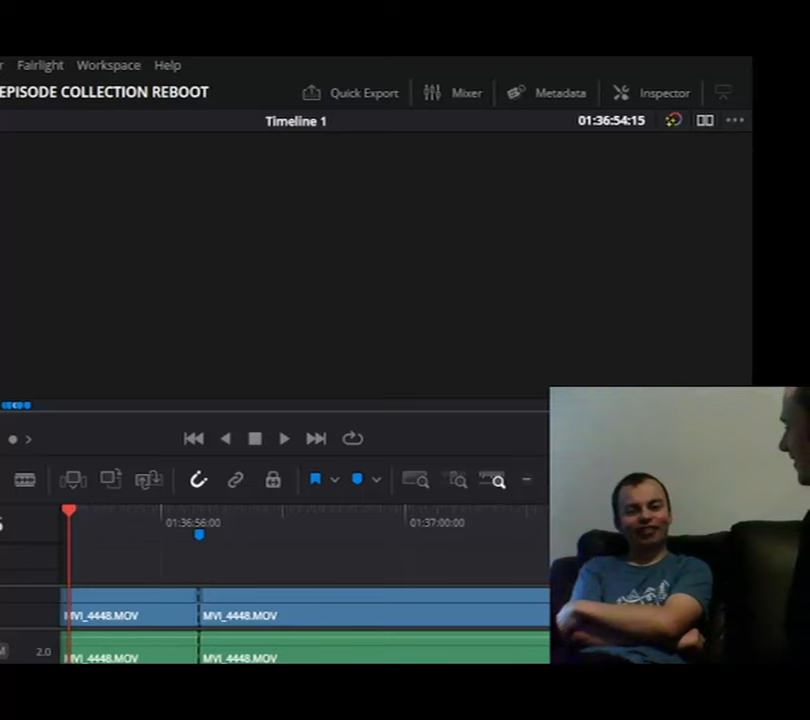 Fairlight Workspace Help
EPISODE COLLECTION REBOOT Quick Export Mixer Metadata Inspector
Timeline 1 01:36:54:15
01:36:56:00 01:37:00:00
MVI_4448.MOV MVI_4448.MOV
2.0
MVI_4448.MOV MVI_4448.MOV